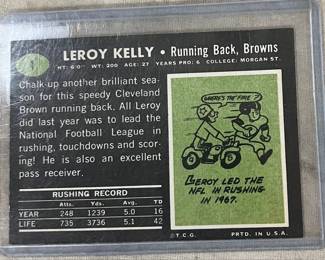 LEROY KELLY • Running Back, Browns
HT: 6-0 WT: 200 AGE: 27 YEARS PRO: 6 COLLEGE: MORGAN ST.
Chalk-up another brilliant sea-
son for this speedy Cleveland
Brown running back. All Leroy
did last year was to lead the
National Football League in
rushing, touchdowns and scor-
ing! He is also an excellent
pass receiver.
WHERE'S THE FIRE?
LEROY LED THE
NFL IN RUSHING
IN 1967.
RUSHING RECORD
Atts. Yds. Avg. TD
YEAR 248 1239 5.0 16
LIFE 735 3736 5.1 42
©T.C.G. PRTD. IN U.S.A.